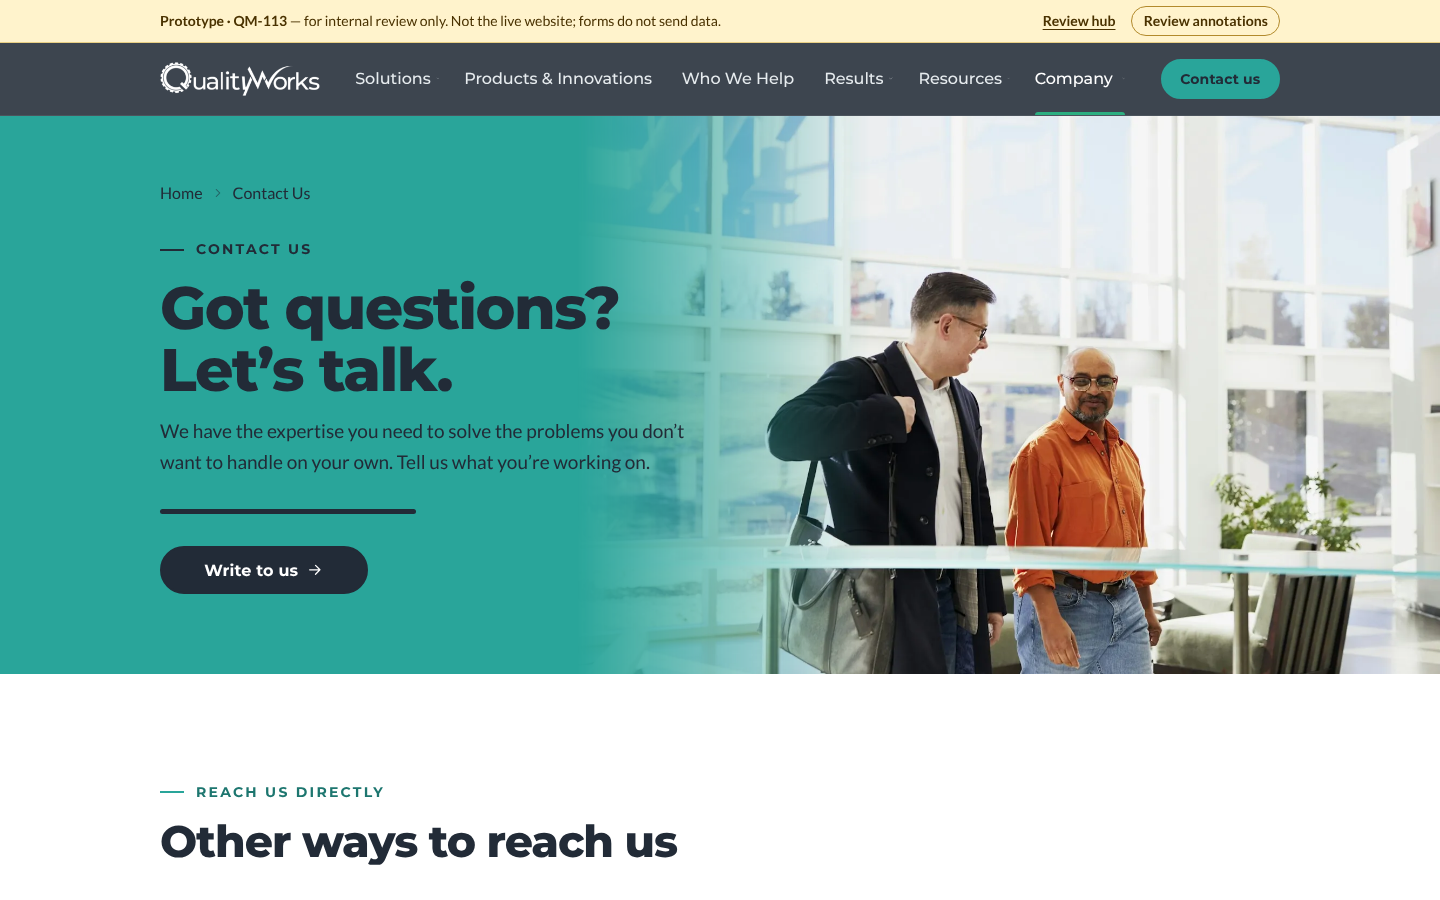 Prototype · QM-113 — for internal review only. Not the live website; forms do not send data.
Review hub
Review annotations
QualityWorks
Solutions
Products & Innovations
Who We Help
Results
Resources
Company
Contact us
Home > Contact Us
CONTACT US
Got questions?
Let’s talk.
We have the expertise you need to solve the problems you don’t
want to handle on your own. Tell us what you’re working on.
Write to us →
REACH US DIRECTLY
Other ways to reach us